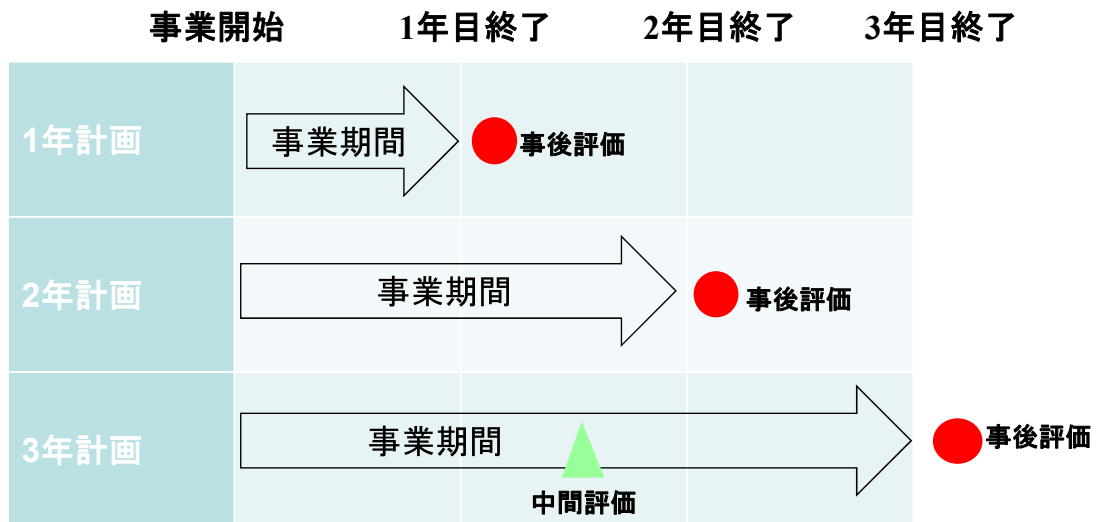 事業開始 1年目終了 2年目終了 3年目終了
1年計画 事業期間 事後評価
2年計画 事業期間 事後評価
3年計画 事業期間 事後評価
中間評価